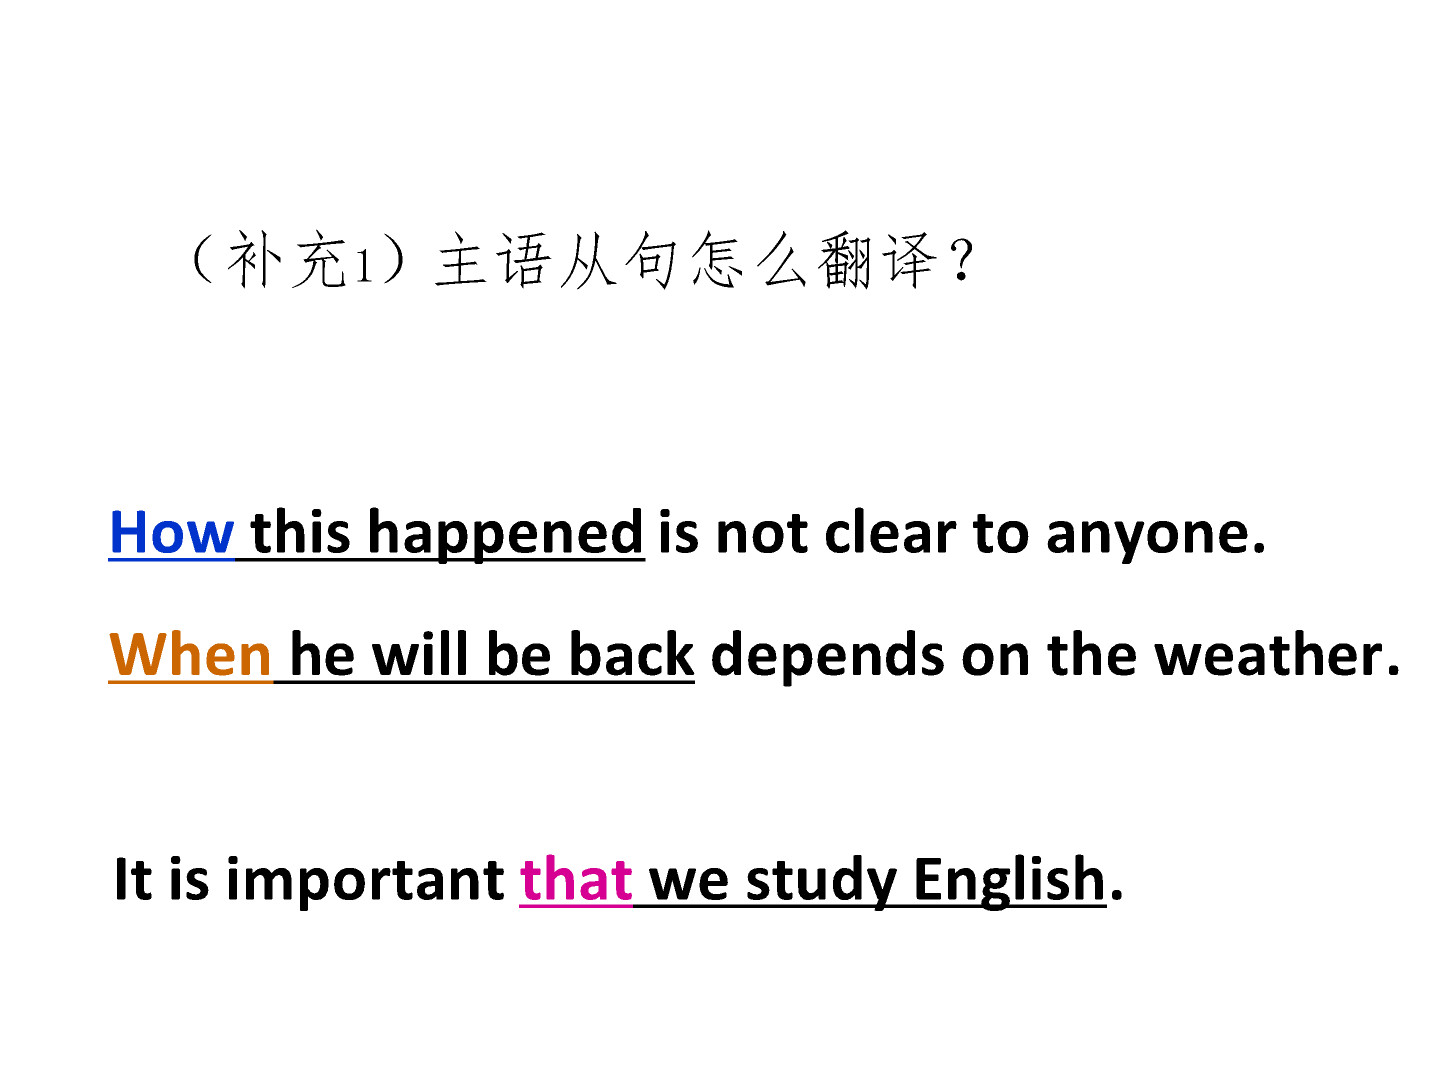 （补充1）主语从句怎么翻译？
How this happened is not clear to anyone.
When he will be back depends on the weather.
It is important that we study English.